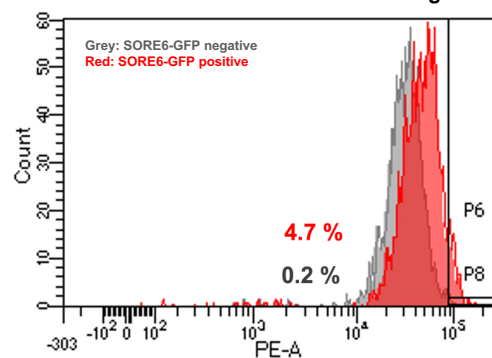 Grey: SORE6-GFP negative
Red: SORE6-GFP positive
Count
60
50
40
30
20
10
0
4.7 %
0.2 %
P6
P8
-303
-10² 0 10² 10³ 10⁴ 10⁵
PE-A